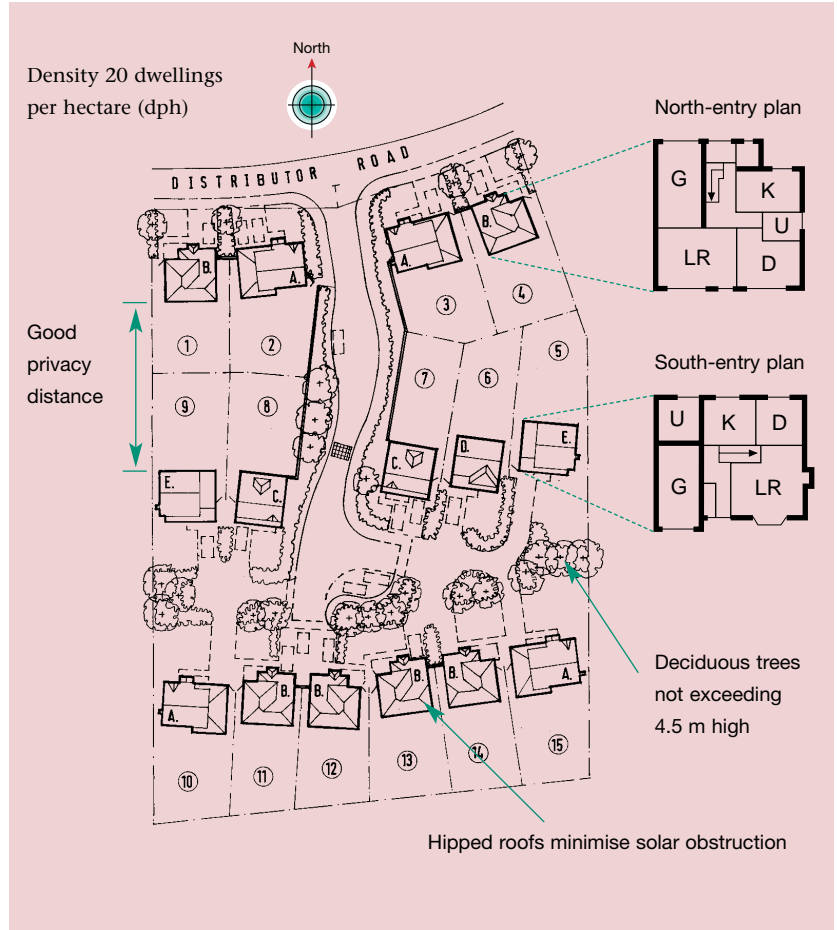 Density 20 dwellings
per hectare (dph)
North
North-entry plan
DISTRIBUTOR ROAD
G
K
U
LR
D
B.
A.
A.
B.
1
2
3
4
Good
privacy
distance
5
9
8
7
6
South-entry plan
U
K
D
G
LR
E.
C.
C.
D.
E.
Deciduous trees
not exceeding
4.5 m high
A.
B.
B.
B.
B.
A.
10
11
12
13
14
15
Hipped roofs minimise solar obstruction